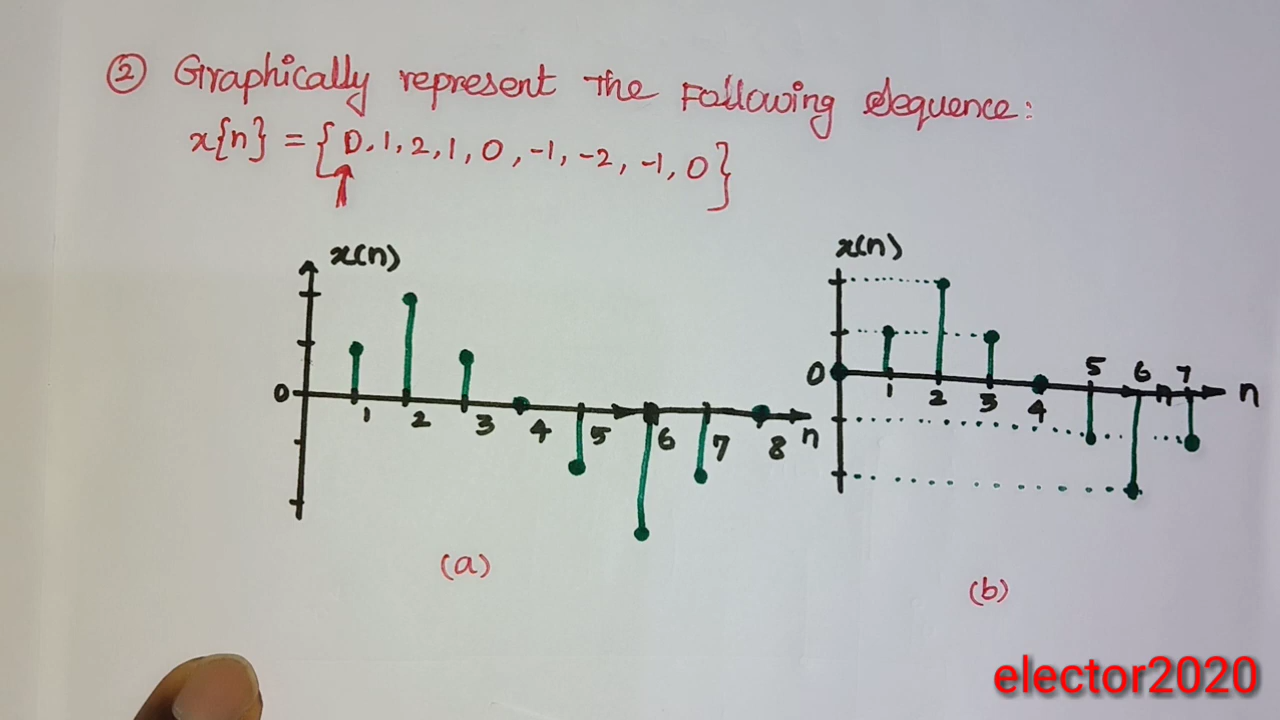 ② Graphically represent the Following Sequence:
x{n} = {0, 1, 2, 1, 0, -1, -2, -1, 0}
↑
x(n)
0 1 2 3 4 5 6 7 8 n
(a)
x(n)
0 1 2 3 4 5 6 n 7 n
(b)
elector2020